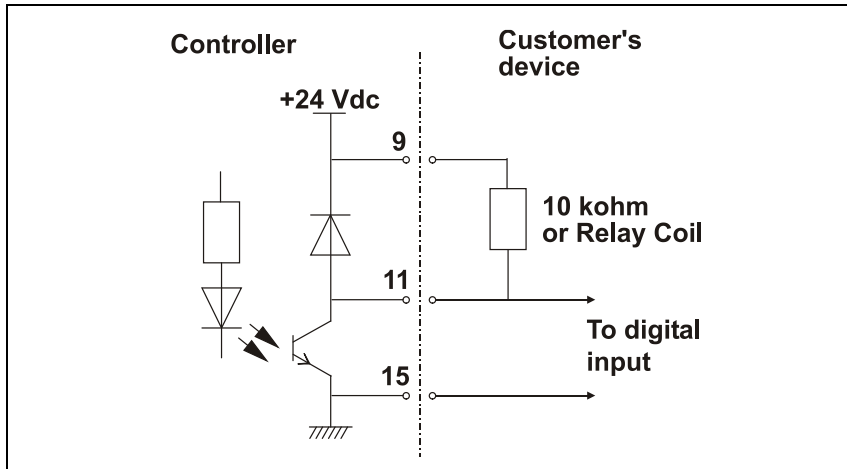 Controller
Customer's
device
+24 Vdc
9
10 kohm
or Relay Coil
11
To digital
input
15